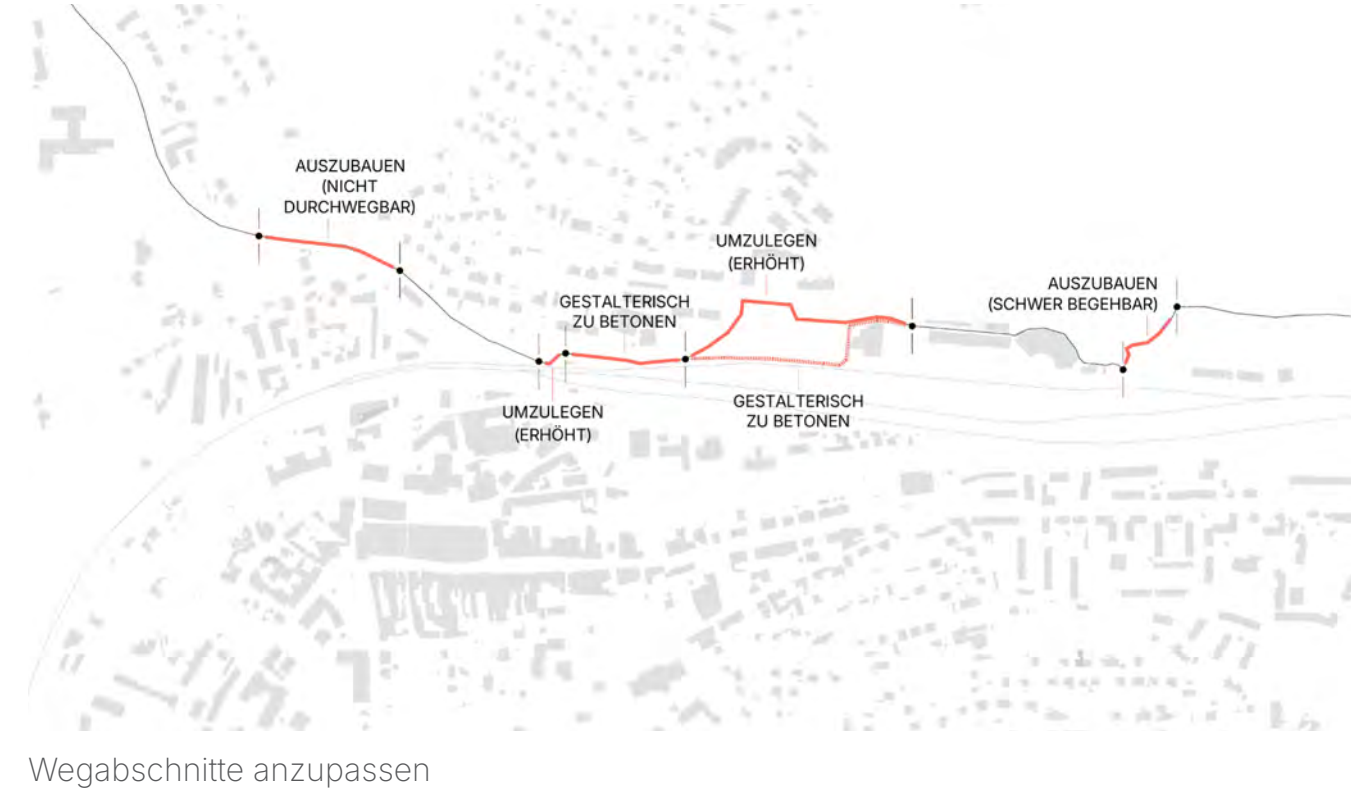 AUSZUBAUEN
(NICHT
DURCHWEGBAR)
UMZULEGEN
(ERHÖHT)
AUSZUBAUEN
(SCHWER BEGEHBAR)
GESTALTERISCH
ZU BETONEN
UMZULEGEN
(ERHÖHT)
GESTALTERISCH
ZU BETONEN
Wegabschnitte anzupassen